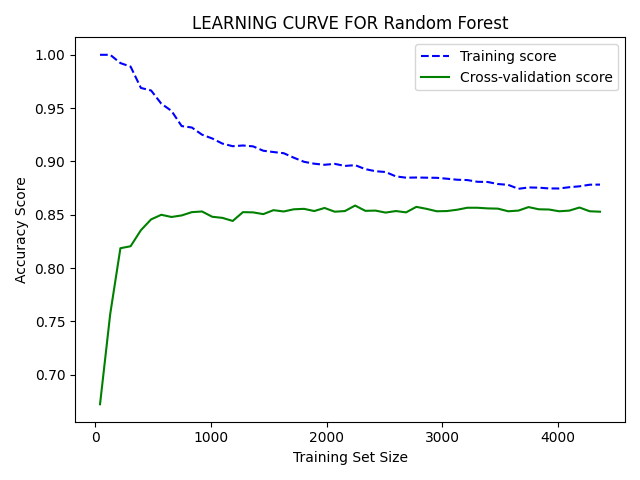 LEARNING CURVE FOR Random Forest
Training score
Cross-validation score
Accuracy Score
1.00
0.95
0.90
0.85
0.80
0.75
0.70
0
1000
2000
3000
4000
Training Set Size